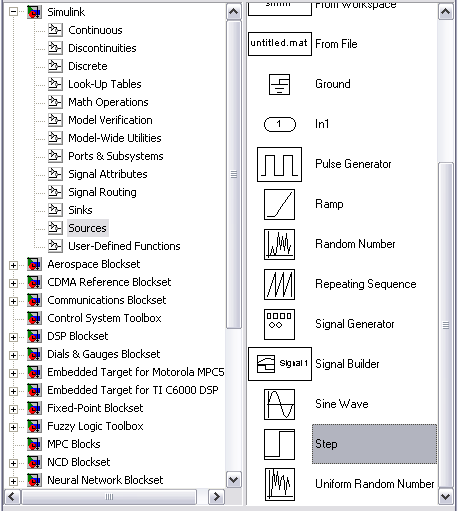 Simulink
Continuous
Discontinuities
Discrete
Look-Up Tables
Math Operations
Model Verification
Model-Wide Utilities
Ports & Subsystems
Signal Attributes
Signal Routing
Sinks
Sources
User-Defined Functions
Aerospace Blockset
CDMA Reference Blockset
Communications Blockset
Control System Toolbox
DSP Blockset
Dials & Gauges Blockset
Embedded Target for Motorola MPC5
Embedded Target for TI C6000 DSP
Fixed-Point Blockset
Fuzzy Logic Toolbox
MPC Blocks
NCD Blockset
Neural Network Blockset
From Workspace
untitled.mat From File
Ground
1 In1
Pulse Generator
Ramp
Random Number
Repeating Sequence
Signal Generator
Signal 1 Signal Builder
Sine Wave
Step
Uniform Random Number